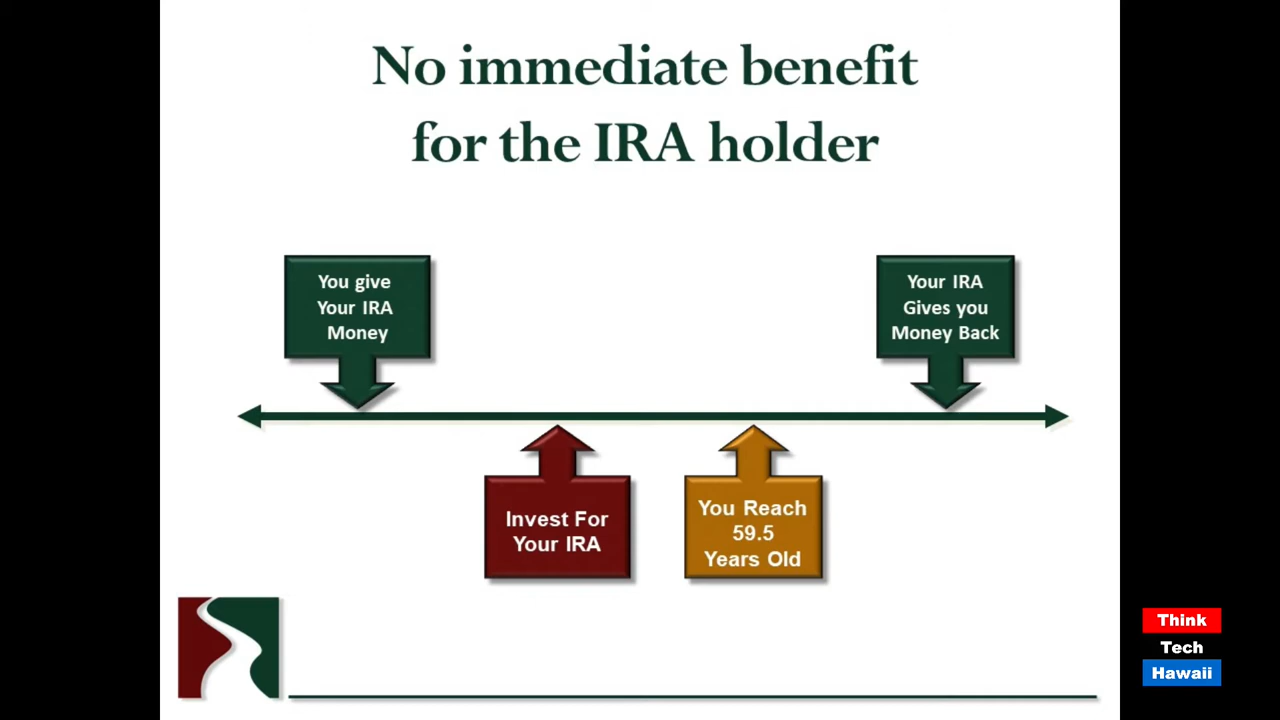 No immediate benefit
for the IRA holder
You give
Your IRA
Money
Your IRA
Gives you
Money Back
Invest For
Your IRA
You Reach
59.5
Years Old
Think
Tech
Hawaii